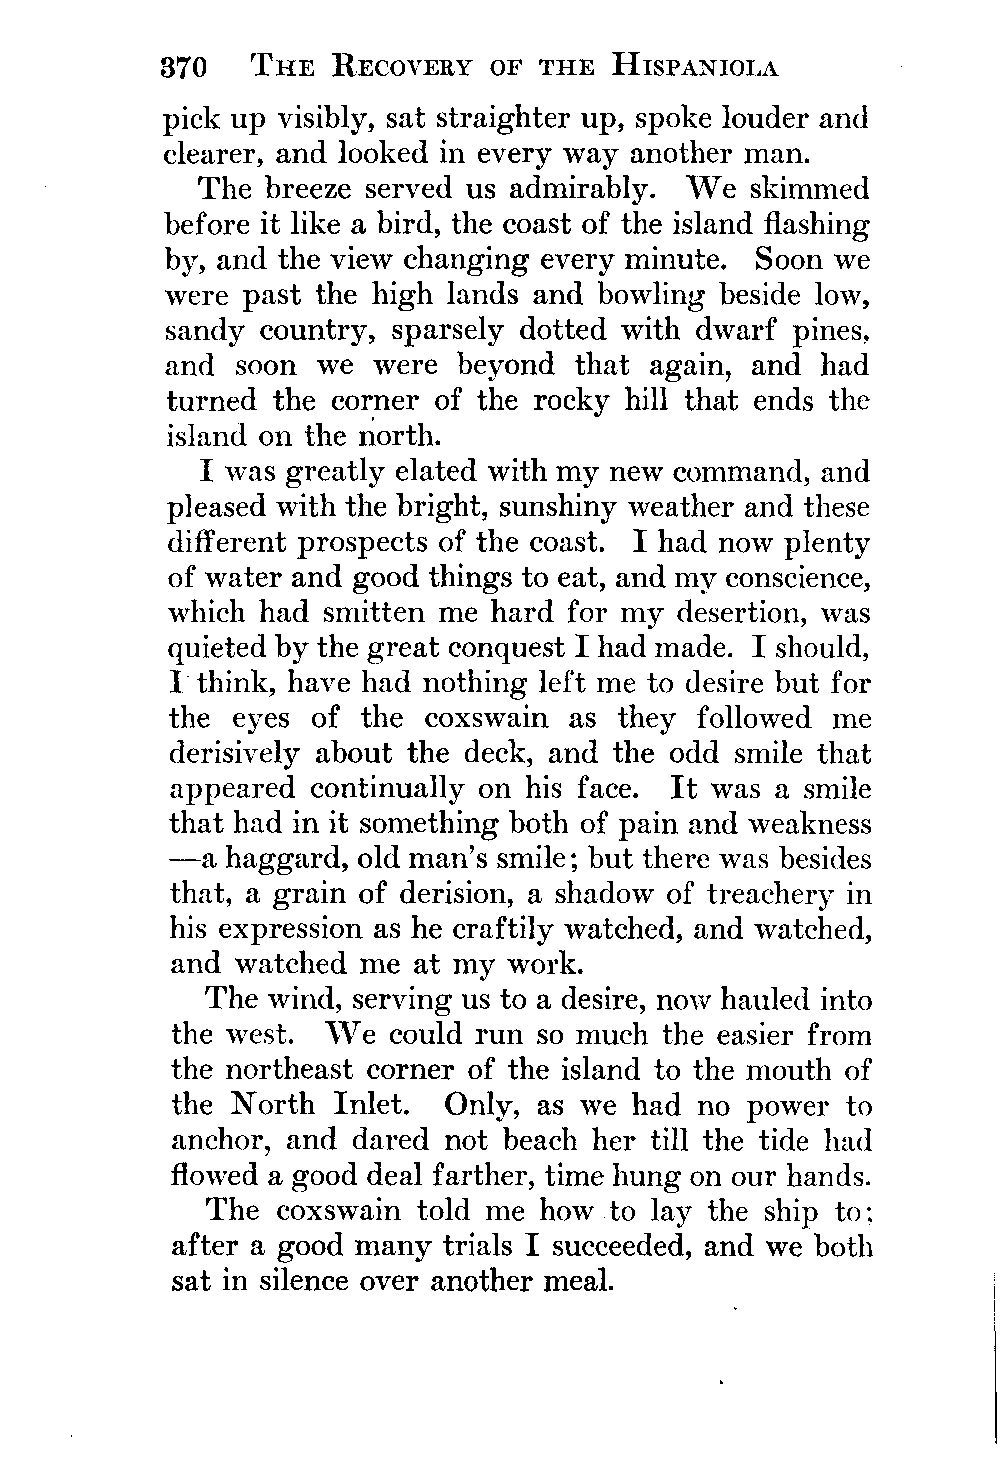 370 The Recovery of the Hispaniola
pick up visibly, sat straighter up, spoke louder and
clearer, and looked in every way another man.
The breeze served us admirably. We skimmed
before it like a bird, the coast of the island flashing
by, and the view changing every minute. Soon we
were past the high lands and bowling beside low,
sandy country, sparsely dotted with dwarf pines,
and soon we were beyond that again, and had
turned the corner of the rocky hill that ends the
island on the north.
I was greatly elated with my new command, and
pleased with the bright, sunshiny weather and these
different prospects of the coast. I had now plenty
of water and good things to eat, and my conscience,
which had smitten me hard for my desertion, was
quieted by the great conquest I had made. I should,
I think, have had nothing left me to desire but for
the eyes of the coxswain as they followed me
derisively about the deck, and the odd smile that
appeared continually on his face. It was a smile
that had in it something both of pain and weakness
—a haggard, old man's smile; but there was besides
that, a grain of derision, a shadow of treachery in
his expression as he craftily watched, and watched,
and watched me at my work.
The wind, serving us to a desire, now hauled into
the west. We could run so much the easier from
the northeast corner of the island to the mouth of
the North Inlet. Only, as we had no power to
anchor, and dared not beach her till the tide had
flowed a good deal farther, time hung on our hands.
The coxswain told me how to lay the ship to;
after a good many trials I succeeded, and we both
sat in silence over another meal.